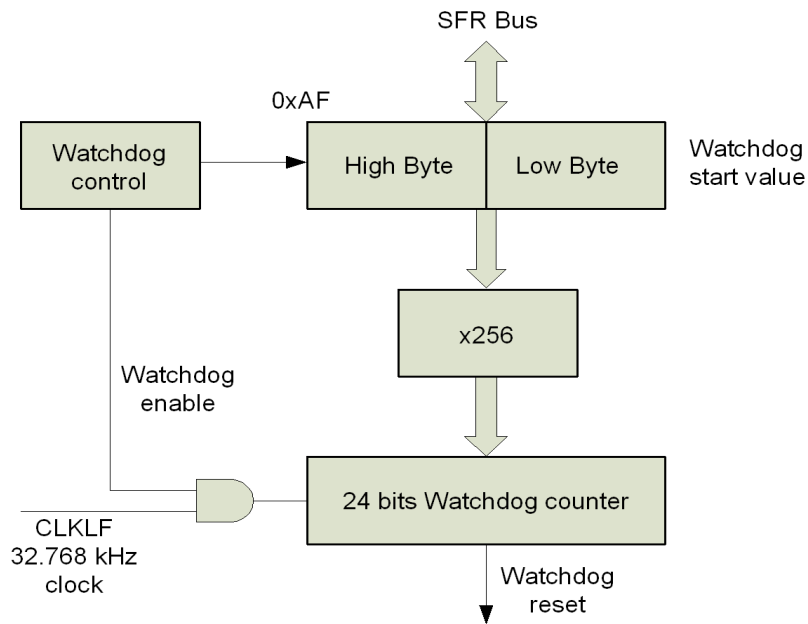 SFR Bus
0xAF
Watchdog
control
High Byte
Low Byte
Watchdog
start value
x256
Watchdog
enable
24 bits Watchdog counter
CLKLF
32.768 kHz
clock
Watchdog
reset